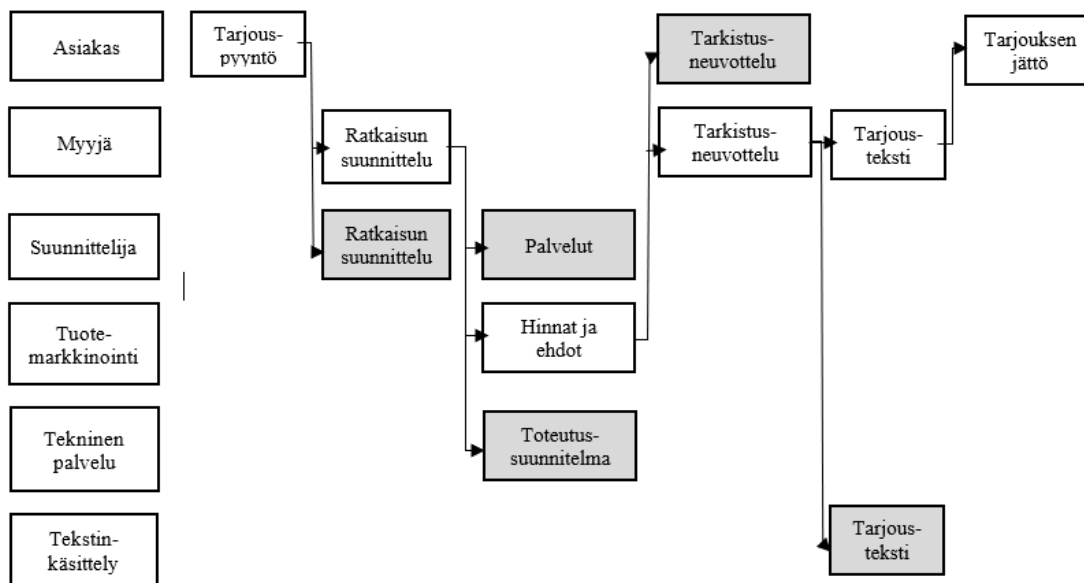 Asiakas
Tarjous-
pyyntö
Tarkistus-
neuvottelu
Tarjouksen
jättö
Myyjä
Ratkaisun
suunnittelu
Tarkistus-
neuvottelu
Tarjous-
teksti
Suunnittelija
Ratkaisun
suunnittelu
Palvelut
Tuote-
markkinointi
Hinnat ja
ehdot
Tekninen
palvelu
Toteutus-
suunnitelma
Tekstin-
käsittely
Tarjous-
teksti